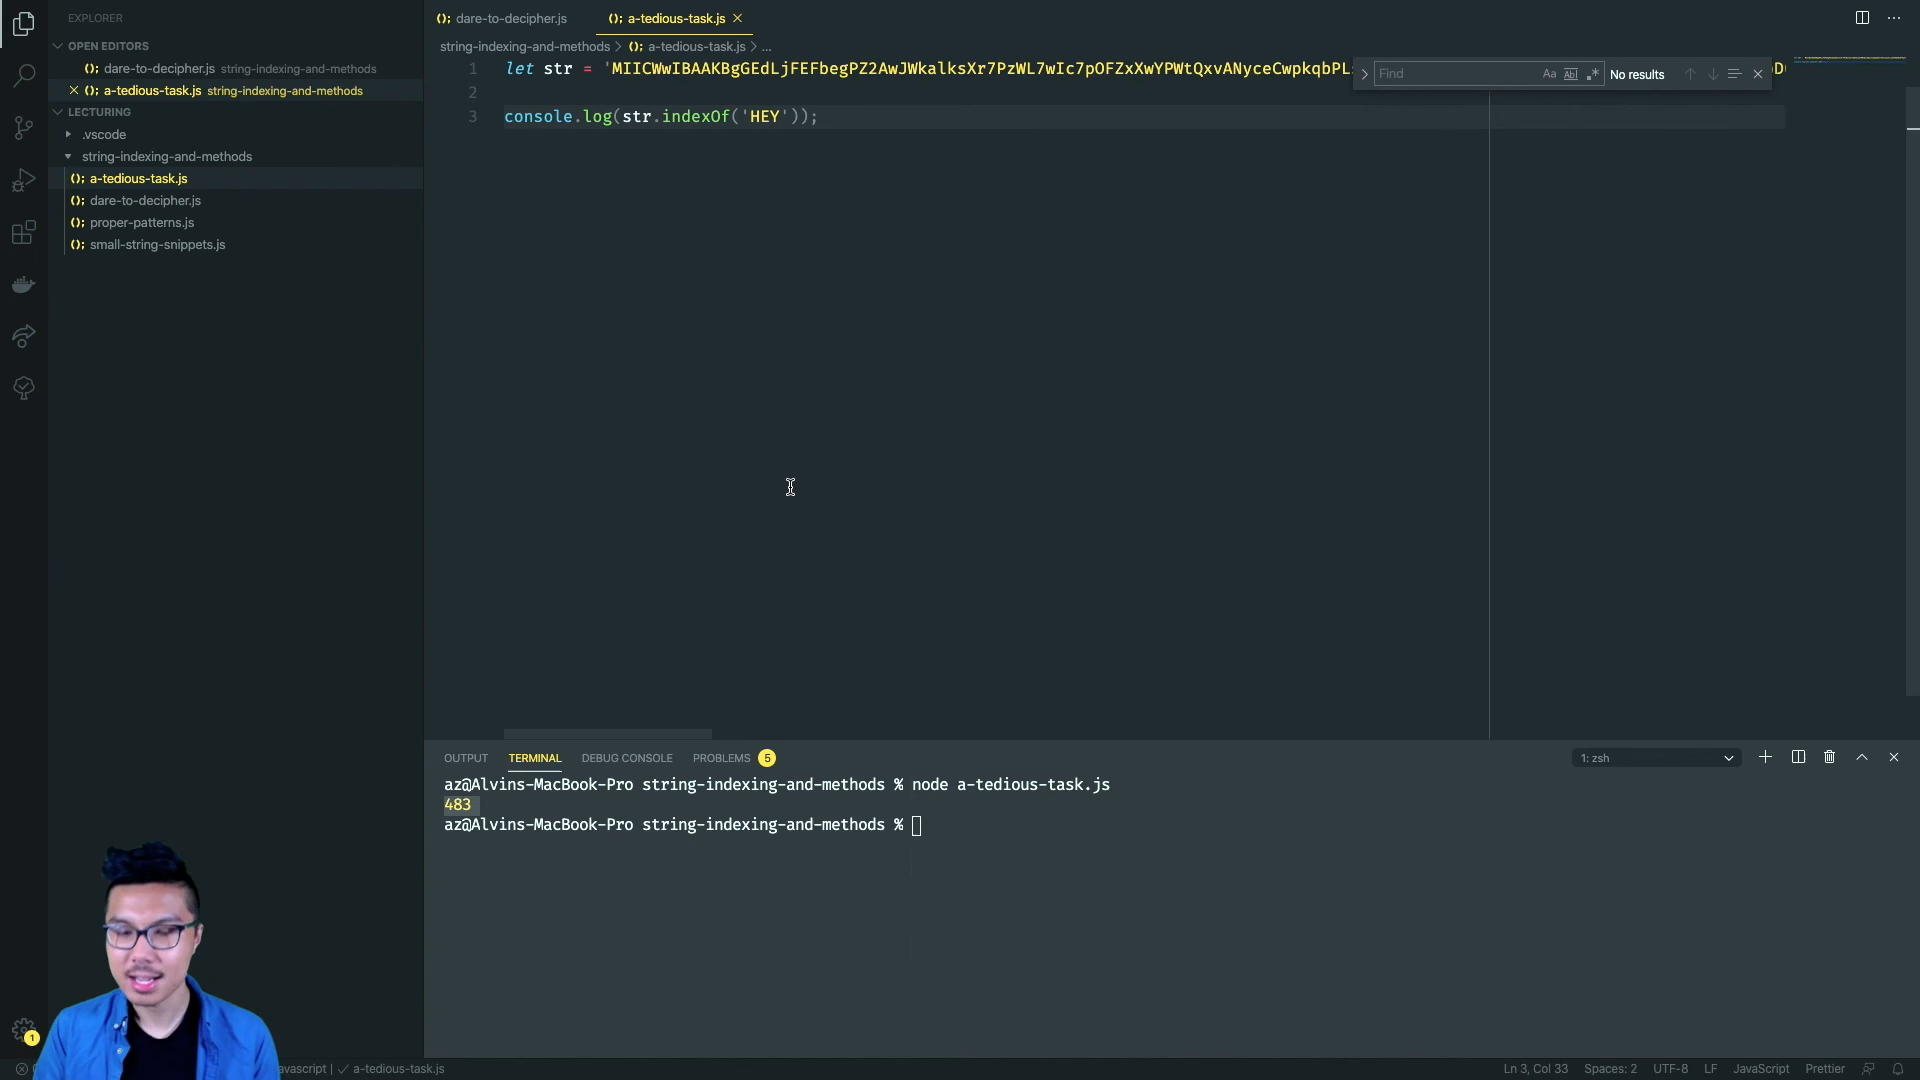 EXPLORER
OPEN EDITORS
(); dare-to-decipher.js string-indexing-and-methods
(); a-tedious-task.js string-indexing-and-methods
LECTURING
.vscode
string-indexing-and-methods
(); a-tedious-task.js
(); dare-to-decipher.js
(); proper-patterns.js
(); small-string-snippets.js
(); dare-to-decipher.js (); a-tedious-task.js
string-indexing-and-methods > (); a-tedious-task.js > ...
1 let str = 'MIICWwIBAAKBgGEdLjFEFbegPZ2AwJWkalksXr7PzWL7wIc7pOFZxXwYPWtQxvANyceCwpkqbPL
2
3 console.log(str.indexOf('HEY'));
Find Aa Abl .* No results
OUTPUT TERMINAL DEBUG CONSOLE PROBLEMS 5
1: zsh
az@Alvins-MacBook-Pro string-indexing-and-methods % node a-tedious-task.js
483
az@Alvins-MacBook-Pro string-indexing-and-methods %
1
avascript | ✓ a-tedious-task.js
Ln 3, Col 33 Spaces: 2 UTF-8 LF JavaScript Prettier